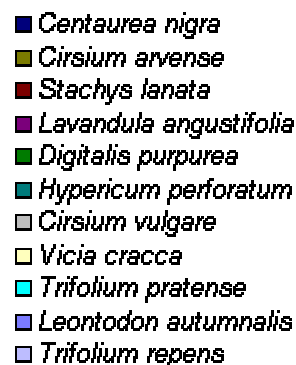 Centaurea nigra
Cirsium arvense
Stachys lanata
Lavandula angustifolia
Digitalis purpurea
Hypericum perforatum
Cirsium vulgare
Vicia cracca
Trifolium pratense
Leontodon autumnalis
Trifolium repens